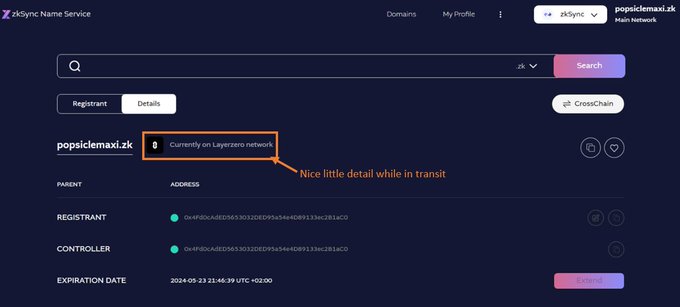 zkSync Name Service
Domains
My Profile
zkSync
popsiclemaxi.zk
Main Network
.zk
Search
Registrant
Details
CrossChain
popsiclemaxi.zk
Currently on Layerzero network
Nice little detail while in transit
PARENT
ADDRESS
REGISTRANT
0x4Fd0cAdED5653032DED95a54e4D89133ec2B1aC0
CONTROLLER
0x4Fd0cAdED5653032DED95a54e4D89133ec2B1aC0
EXPIRATION DATE
2024-05-23 21:46:39 UTC +02:00
Extend